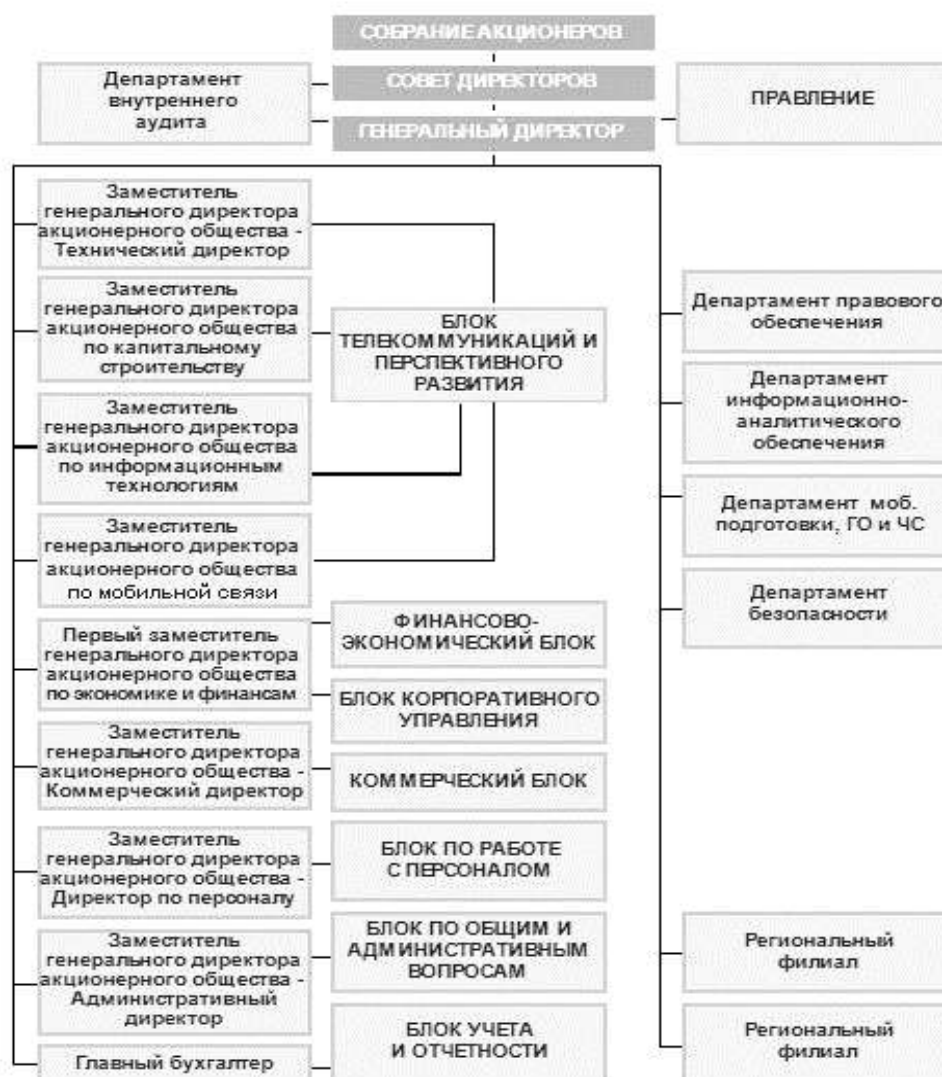 СОБРАНИЕ АКЦИОНЕРОВ
СОВЕТ ДИРЕКТОРОВ
ГЕНЕРАЛЬНЫЙ ДИРЕКТОР
Департамент
внутреннего
аудита
ПРАВЛЕНИЕ
Заместитель
генерального директора
акционерного общества -
Технический директор
Заместитель
генерального директора
акционерного общества
по капитальному
строительству
Заместитель
генерального директора
акционерного общества
по информационным
технологиям
Заместитель
генерального директора
акционерного общества
по мобильной связи
Первый заместитель
генерального директора
акционерного общества
по экономике и финансам
Заместитель
генерального директора
акционерного общества -
Коммерческий директор
Заместитель
генерального директора
акционерного общества -
Директор по персоналу
Заместитель
генерального директора
акционерного общества -
Административный
директор
Главный бухгалтер
БЛОК
ТЕЛЕКОММУНИКАЦИЙ И
ПЕРСПЕКТИВНОГО
РАЗВИТИЯ
ФИНАНСОВО-
ЭКОНОМИЧЕСКИЙ БЛОК
БЛОК КОРПОРАТИВНОГО
УПРАВЛЕНИЯ
КОММЕРЧЕСКИЙ БЛОК
БЛОК ПО РАБОТЕ
С ПЕРСОНАЛОМ
БЛОК ПО ОБЩИМ И
АДМИНИСТРАТИВНЫМ
ВОПРОСАМ
БЛОК УЧЕТА
И ОТЧЕТНОСТИ
Департамент правового
обеспечения
Департамент
информационно-
аналитического
обеспечения
Департамент моб.
подготовки, ГО и ЧС
Департамент
безопасности
Региональный
филиал
Региональный
филиал